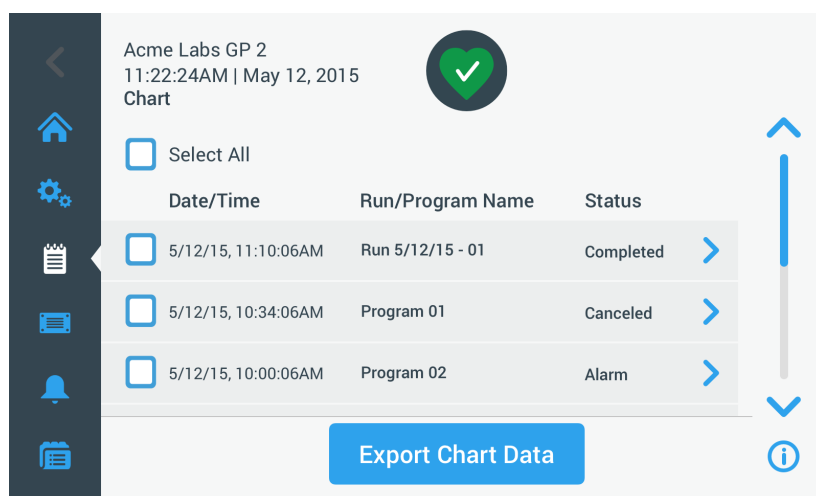 Acme Labs GP 2
11:22:24AM | May 12, 2015
Chart
Select All
Date/Time Run/Program Name Status
5/12/15, 11:10:06AM Run 5/12/15 - 01 Completed
5/12/15, 10:34:06AM Program 01 Canceled
5/12/15, 10:00:06AM Program 02 Alarm
Export Chart Data